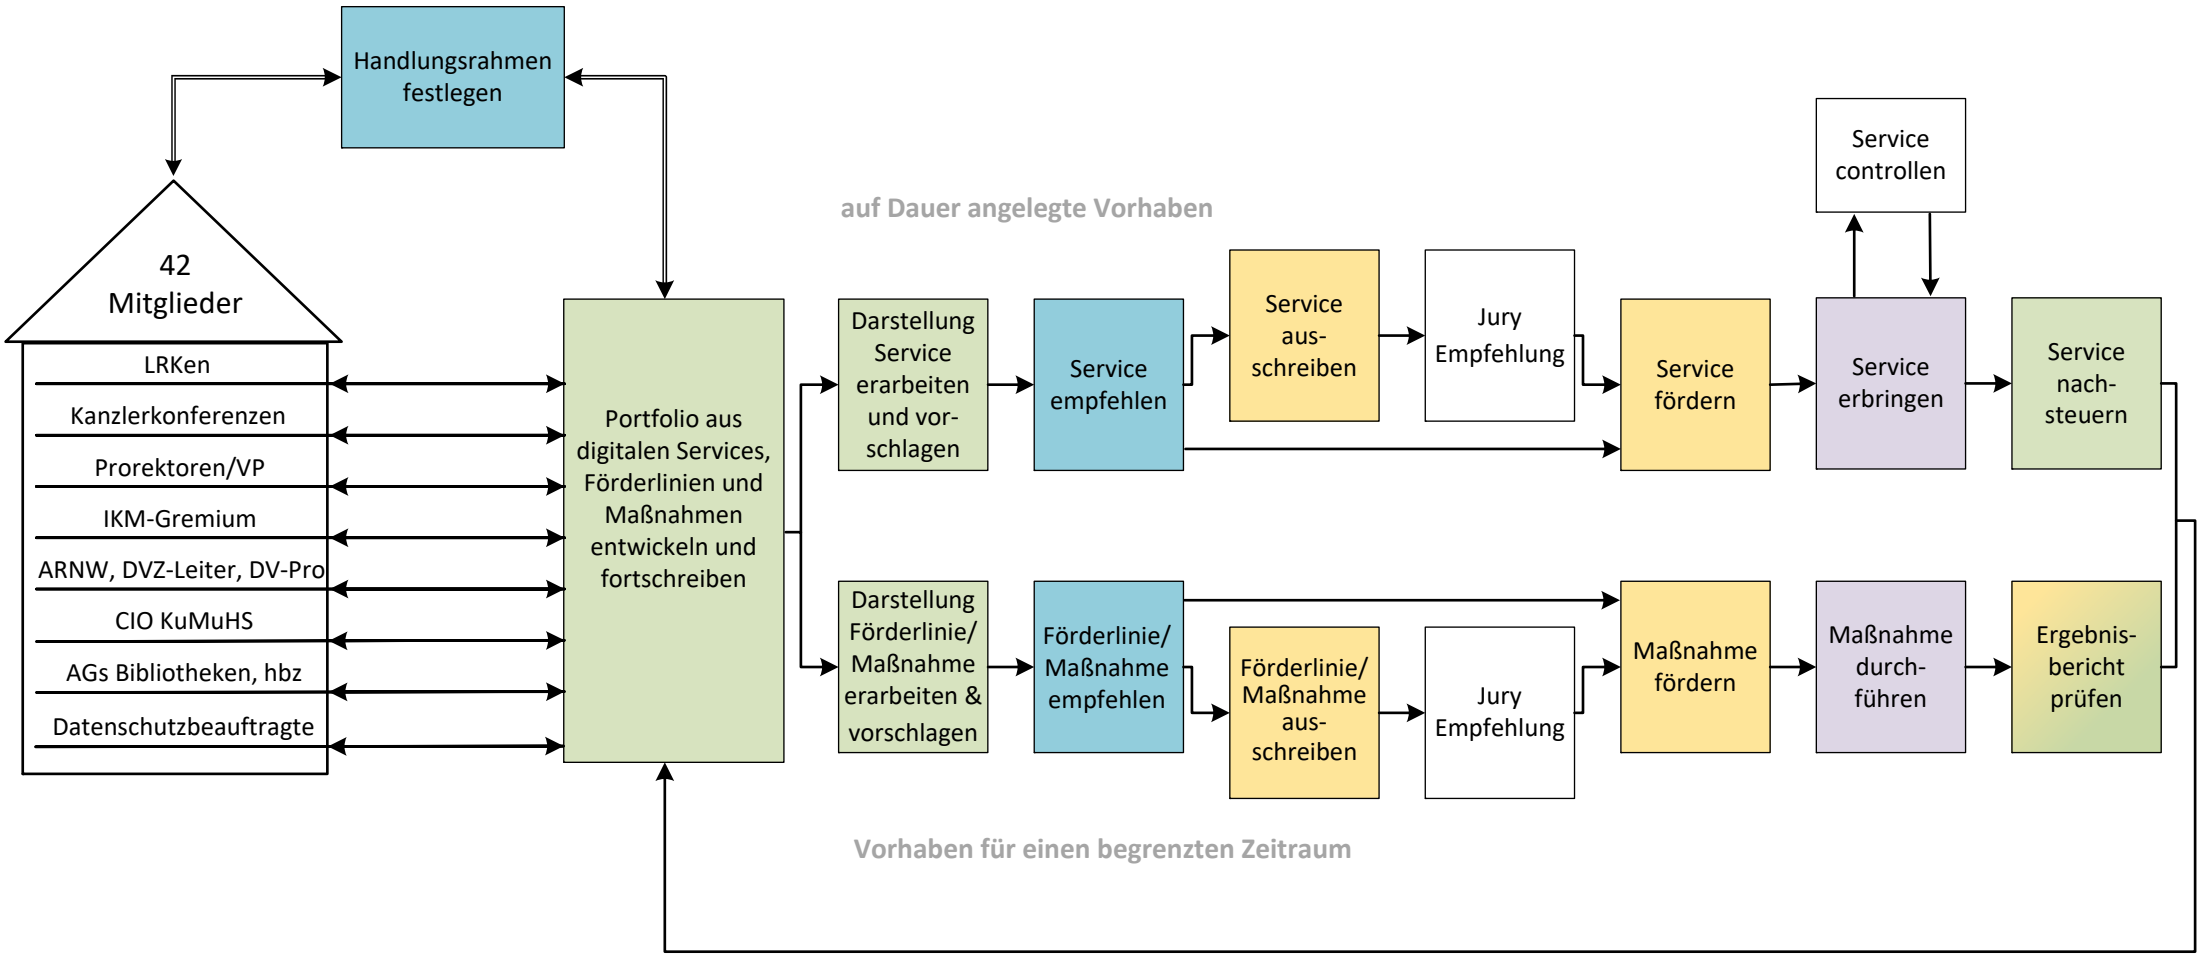 Handlungsrahmen
festlegen
42
Mitglieder
LRKen
Kanzlerkonferenzen
Prorektoren/VP
IKM-Gremium
ARNW, DVZ-Leiter, DV-Pro
CIO KuMuHS
AGs Bibliotheken, hbz
Datenschutzbeauftragte
Portfolio aus
digitalen Services,
Förderlinien und
Maßnahmen
entwickeln und
fortschreiben
auf Dauer angelegte Vorhaben
Darstellung
Service
erarbeiten
und vor-
schlagen
Service
empfehlen
Service
aus-
schreiben
Jury
Empfehlung
Service
fördern
Service
controllen
Service
erbringen
Service
nach-
steuern
Darstellung
Förderlinie/
Maßnahme
erarbeiten &
vorschlagen
Förderlinie/
Maßnahme
empfehlen
Förderlinie/
Maßnahme
aus-
schreiben
Jury
Empfehlung
Maßnahme
fördern
Maßnahme
durch-
führen
Ergebnis-
bericht
prüfen
Vorhaben für einen begrenzten Zeitraum